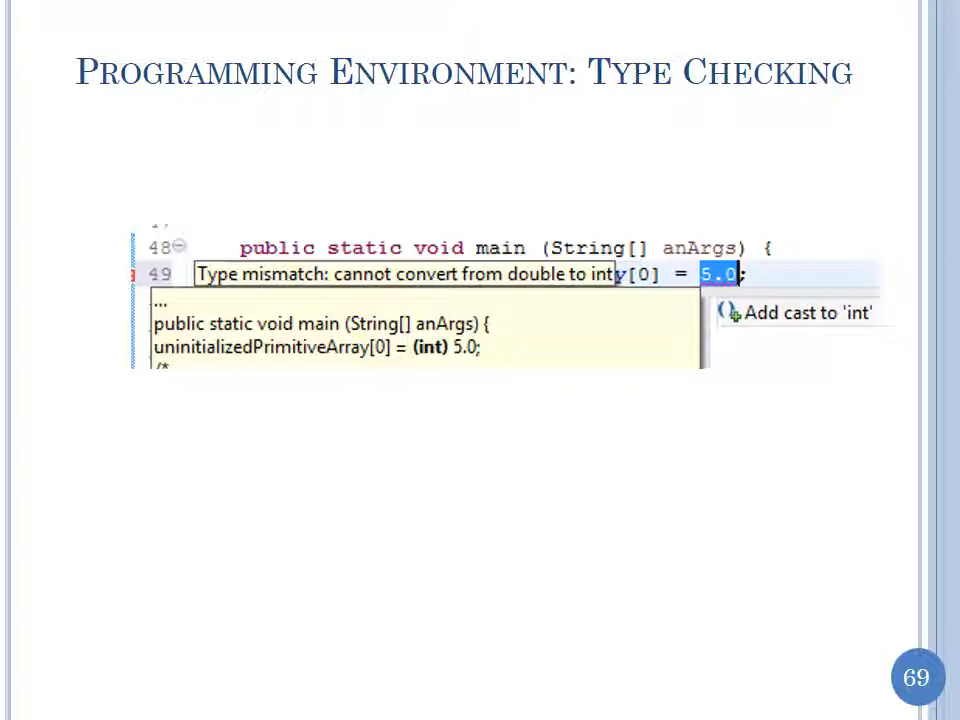 PROGRAMMING ENVIRONMENT: TYPE CHECKING
48 public static void main (String[] anArgs) {
49 Type mismatch: cannot convert from double to int y[0] = 5.0;
...
Add cast to 'int'
public static void main (String[] anArgs) {
uninitializedPrimitiveArray[0] = (int) 5.0;
/*
69